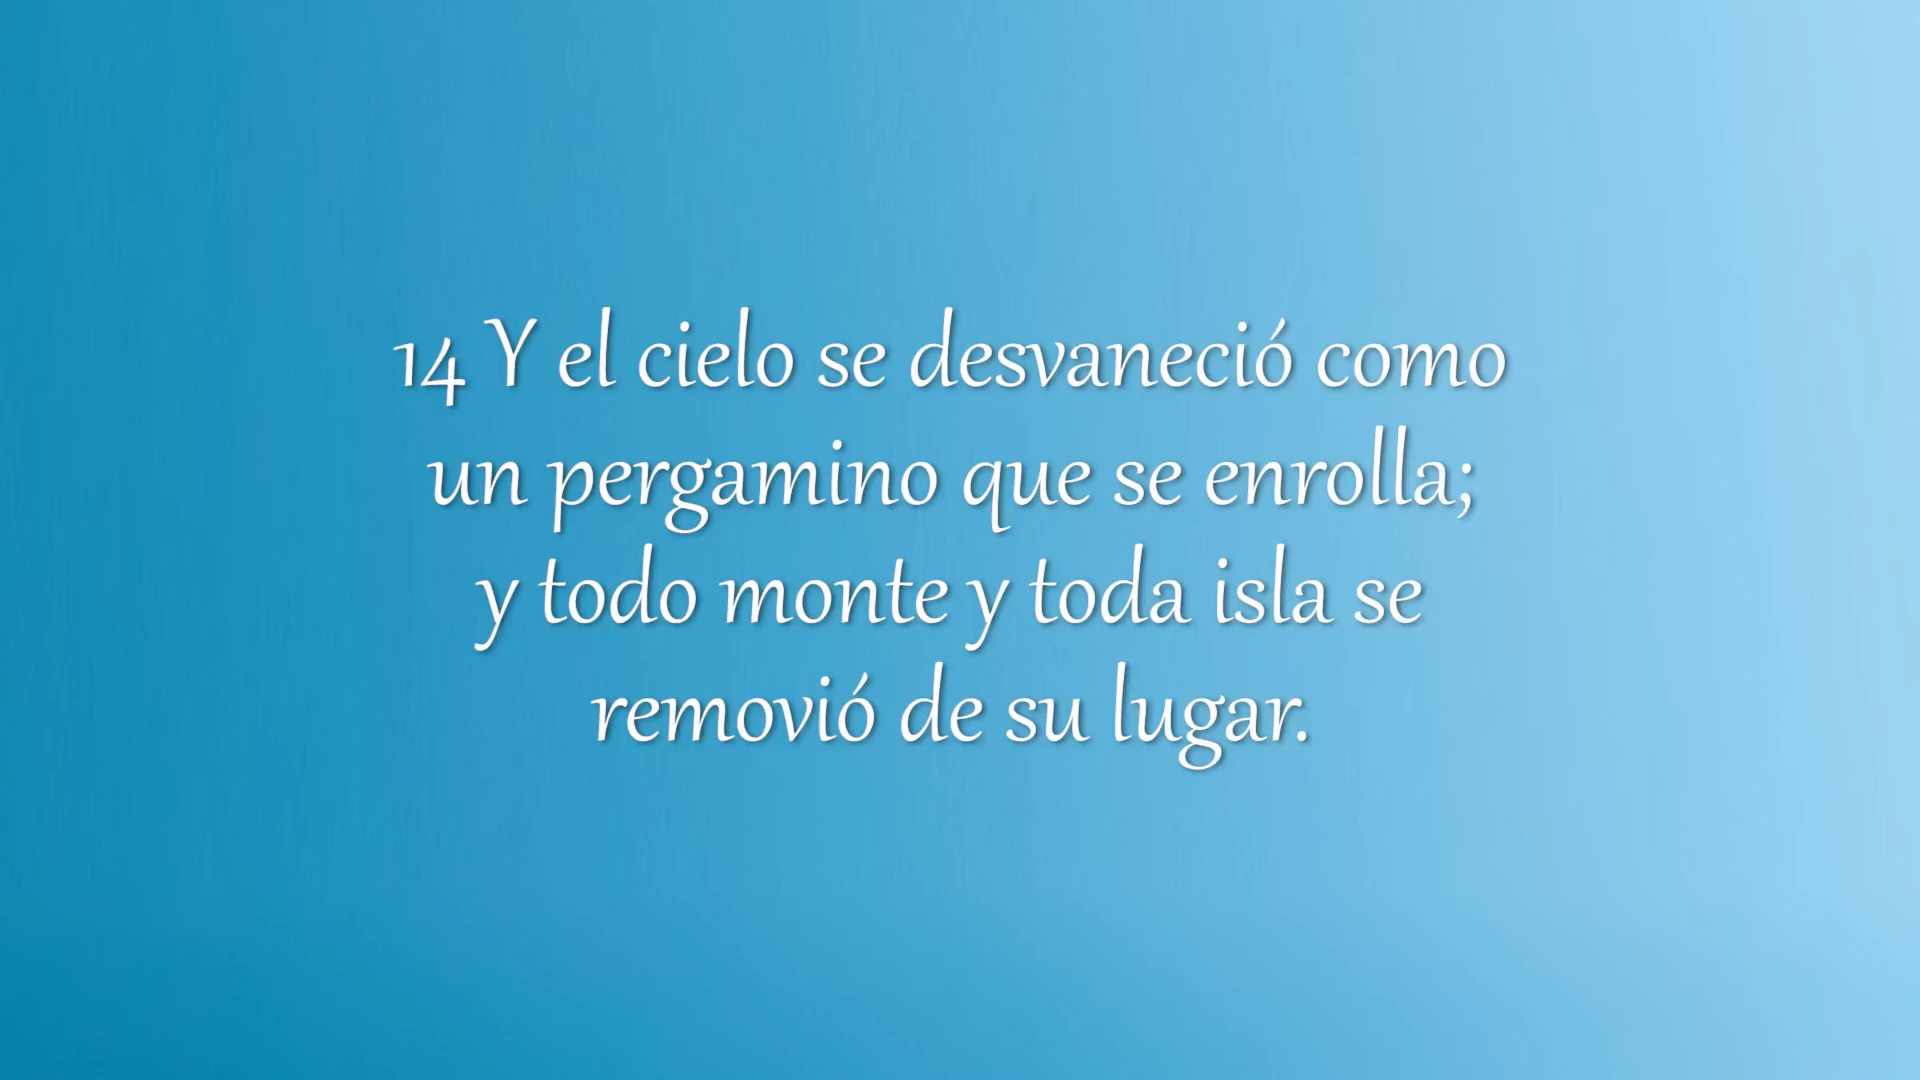 14 Y el cielo se desvaneció como
un pergamino que se enrolla;
y todo monte y toda isla se
removió de su lugar.